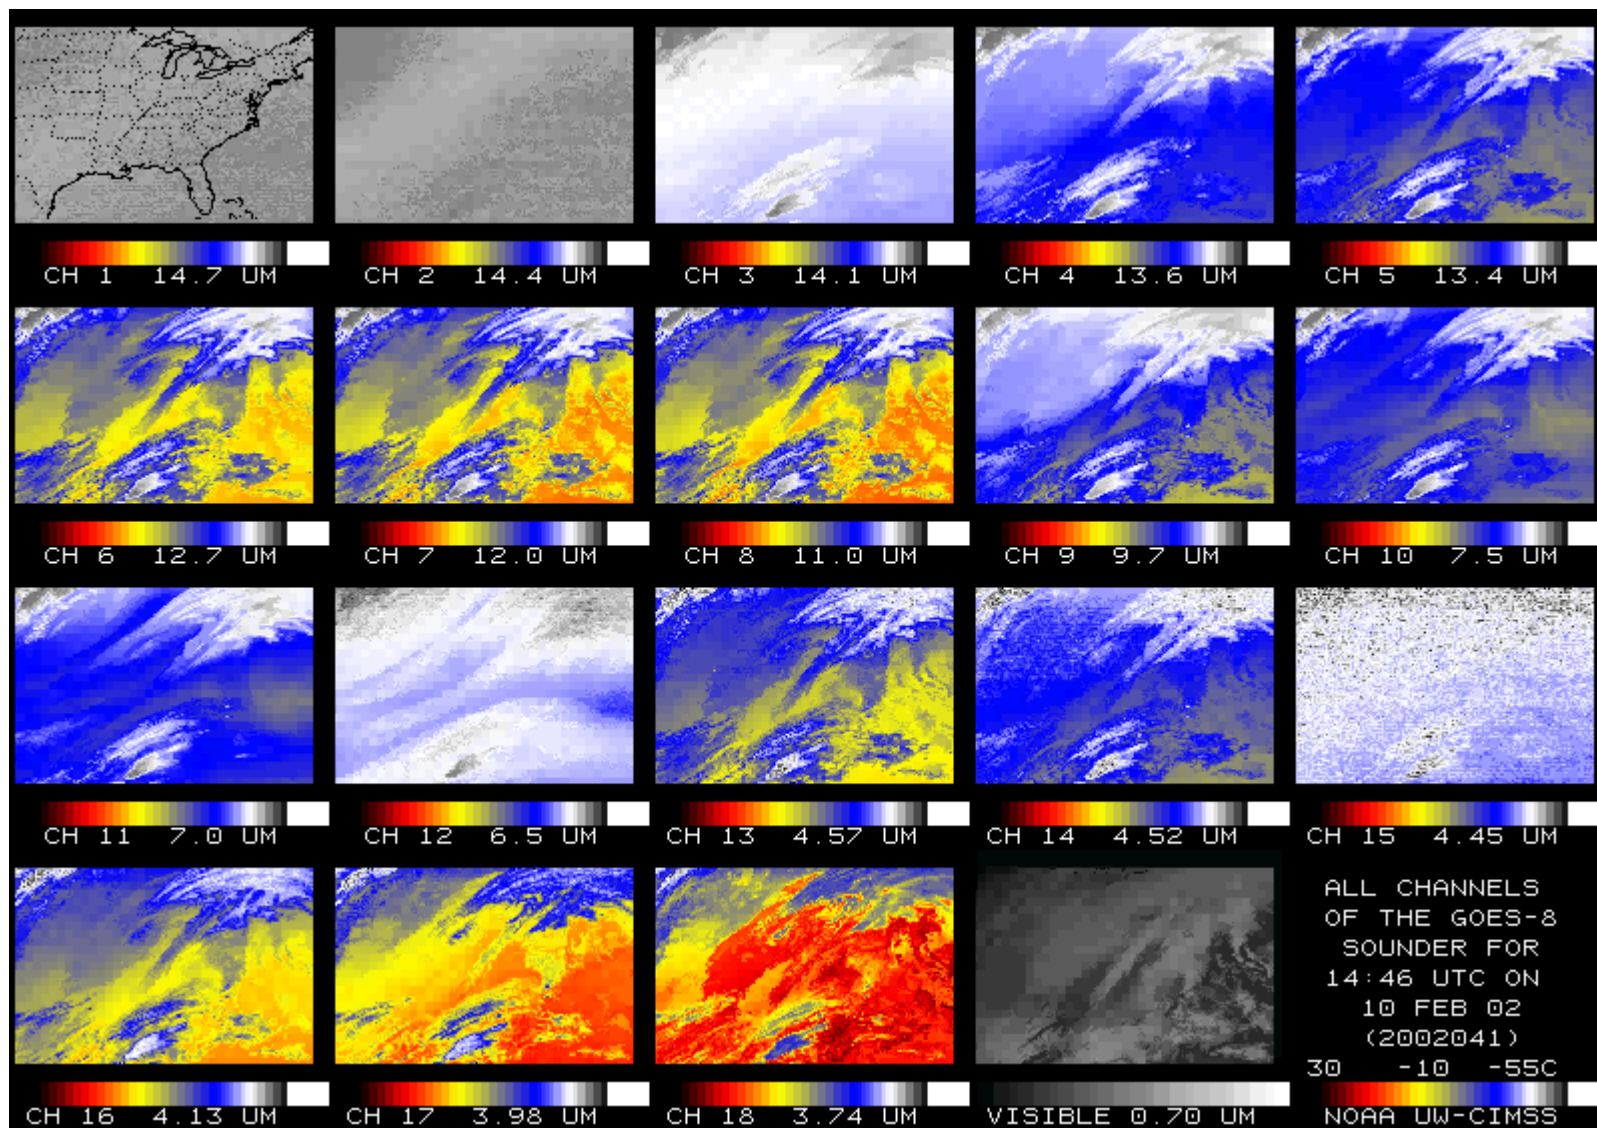 CH 1 14.7 UM
CH 2 14.4 UM
CH 3 14.1 UM
CH 4 13.6 UM
CH 5 13.4 UM
CH 6 12.7 UM
CH 7 12.0 UM
CH 8 11.0 UM
CH 9 9.7 UM
CH 10 7.5 UM
CH 11 7.0 UM
CH 12 6.5 UM
CH 13 4.57 UM
CH 14 4.52 UM
CH 15 4.45 UM
CH 16 4.13 UM
CH 17 3.98 UM
CH 18 3.74 UM
VISIBLE 0.70 UM
ALL CHANNELS
OF THE GOES-8
SOUNDER FOR
14:46 UTC ON
10 FEB 02
(2002041)
30 -10 -55C
NOAA UW-CIMSS